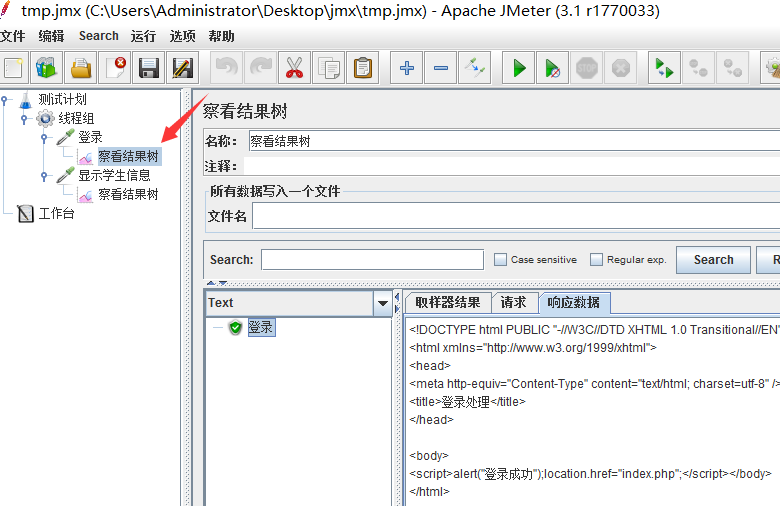 tmp.jmx (C:\Users\Administrator\Desktop\jmx\tmp.jmx) - Apache JMeter (3.1 r1770033)
文件 编辑 Search 运行 选项 帮助
STOP
测试计划
线程组
登录
察看结果树
显示学生信息
察看结果树
工作台
察看结果树
名称： 察看结果树
注释：
所有数据写入一个文件
文件名
Search: Case sensitive Regular exp. Search R
Text
登录
取样器结果 请求 响应数据
<!DOCTYPE html PUBLIC "-//W3C//DTD XHTML 1.0 Transitional//EN"
<html xmlns="http://www.w3.org/1999/xhtml">
<head>
<meta http-equiv="Content-Type" content="text/html; charset=utf-8" />
<title>登录处理</title>
</head>
<body>
<script>alert("登录成功");location.href="index.php";</script></body>
</html>